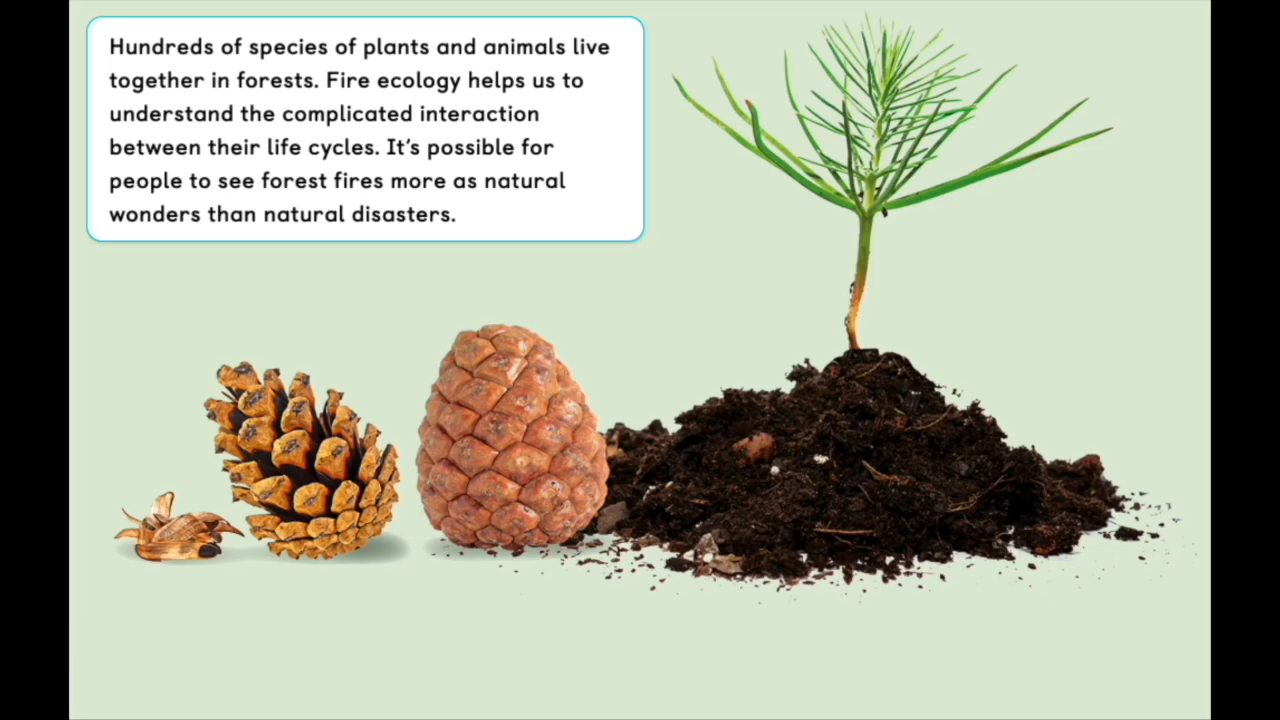 Hundreds of species of plants and animals live
together in forests. Fire ecology helps us to
understand the complicated interaction
between their life cycles. It’s possible for
people to see forest fires more as natural
wonders than natural disasters.